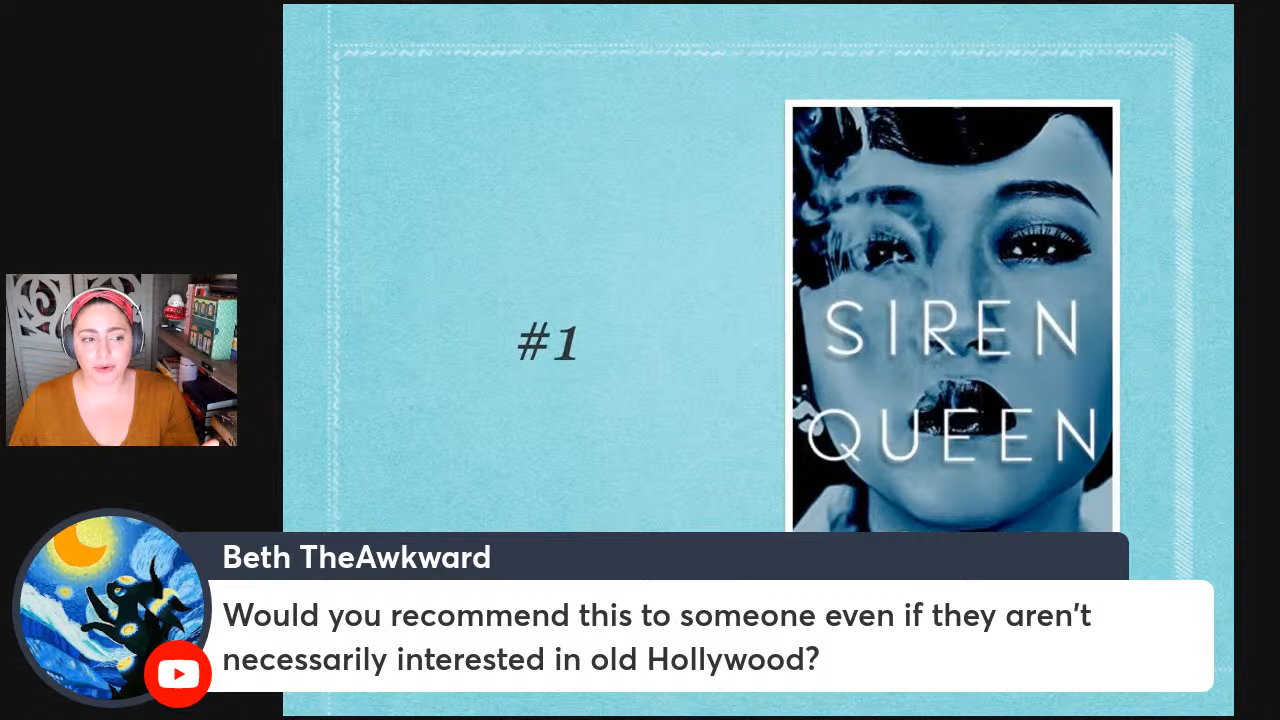 #1
SIREN
QUEEN
Beth TheAwkward
Would you recommend this to someone even if they aren't
necessarily interested in old Hollywood?